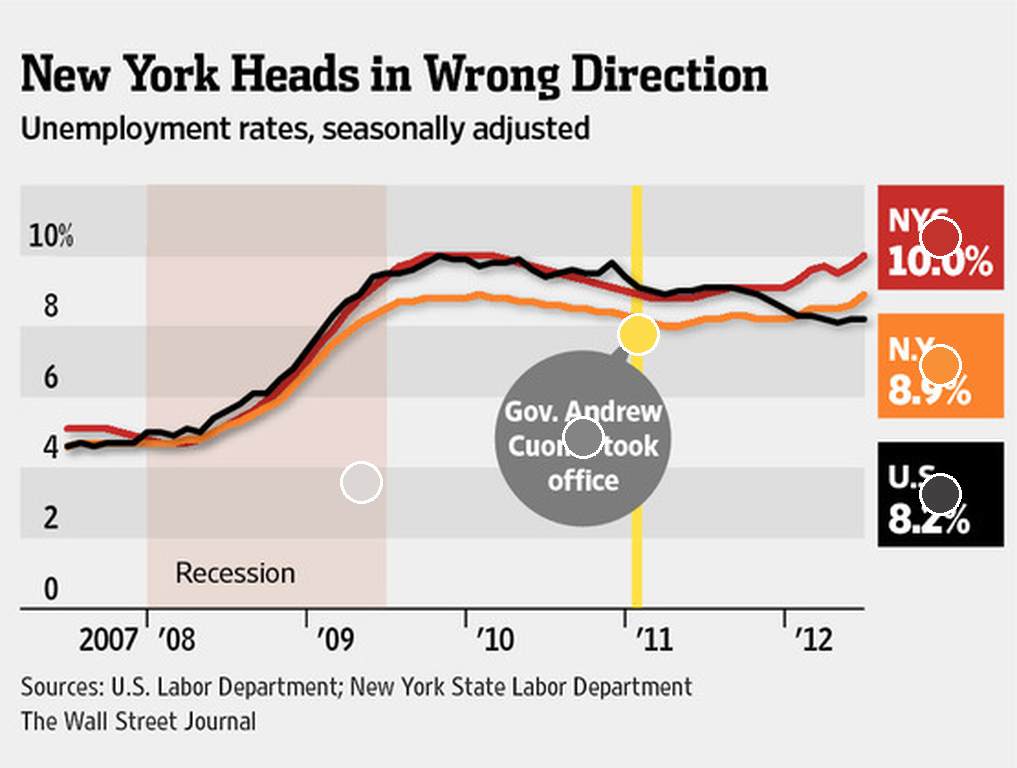 New York Heads in Wrong Direction
Unemployment rates, seasonally adjusted
10%
8
6
4
2
0
Recession
Gov. Andrew
Cuomo took
office
NYC
10.0%
N.Y.
8.9%
U.S.
8.2%
2007 '08 '09 '10 '11 '12
Sources: U.S. Labor Department; New York State Labor Department
The Wall Street Journal